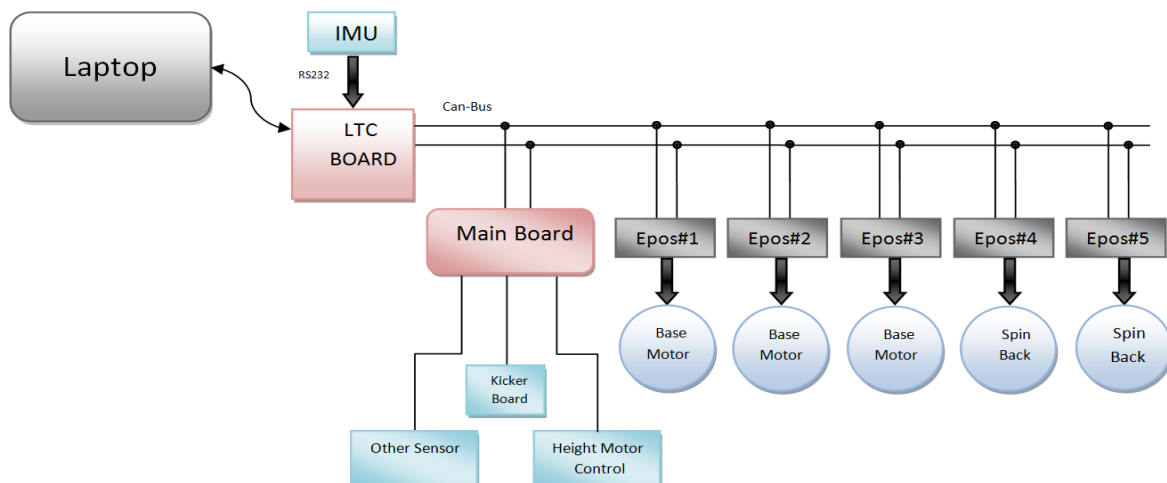 Laptop
IMU
RS232
LTC
BOARD
Can-Bus
Main Board
Epos#1
Epos#2
Epos#3
Epos#4
Epos#5
Base
Motor
Base
Motor
Base
Motor
Spin
Back
Spin
Back
Kicker
Board
Other Sensor
Height Motor
Control